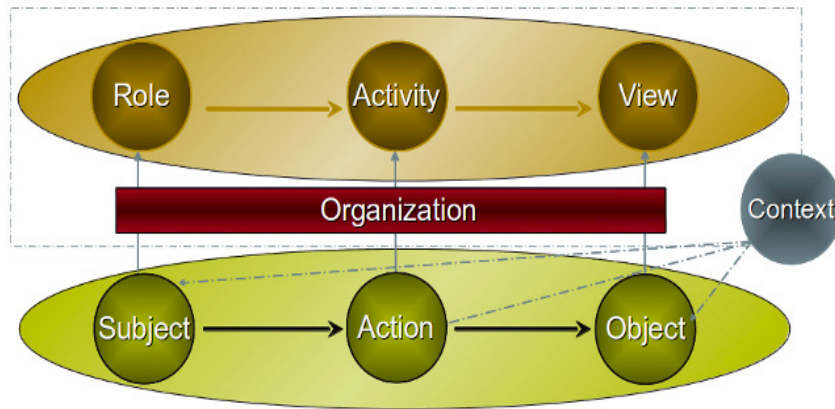 Role
Activity
View
Organization
Context
Subject
Action
Object